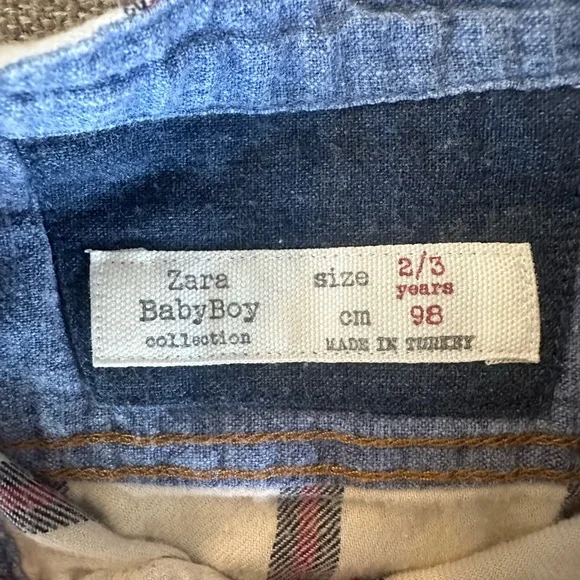 Zara
BabyBoy
collection
size 2/3
years
cm 98
MADE IN TURKEY